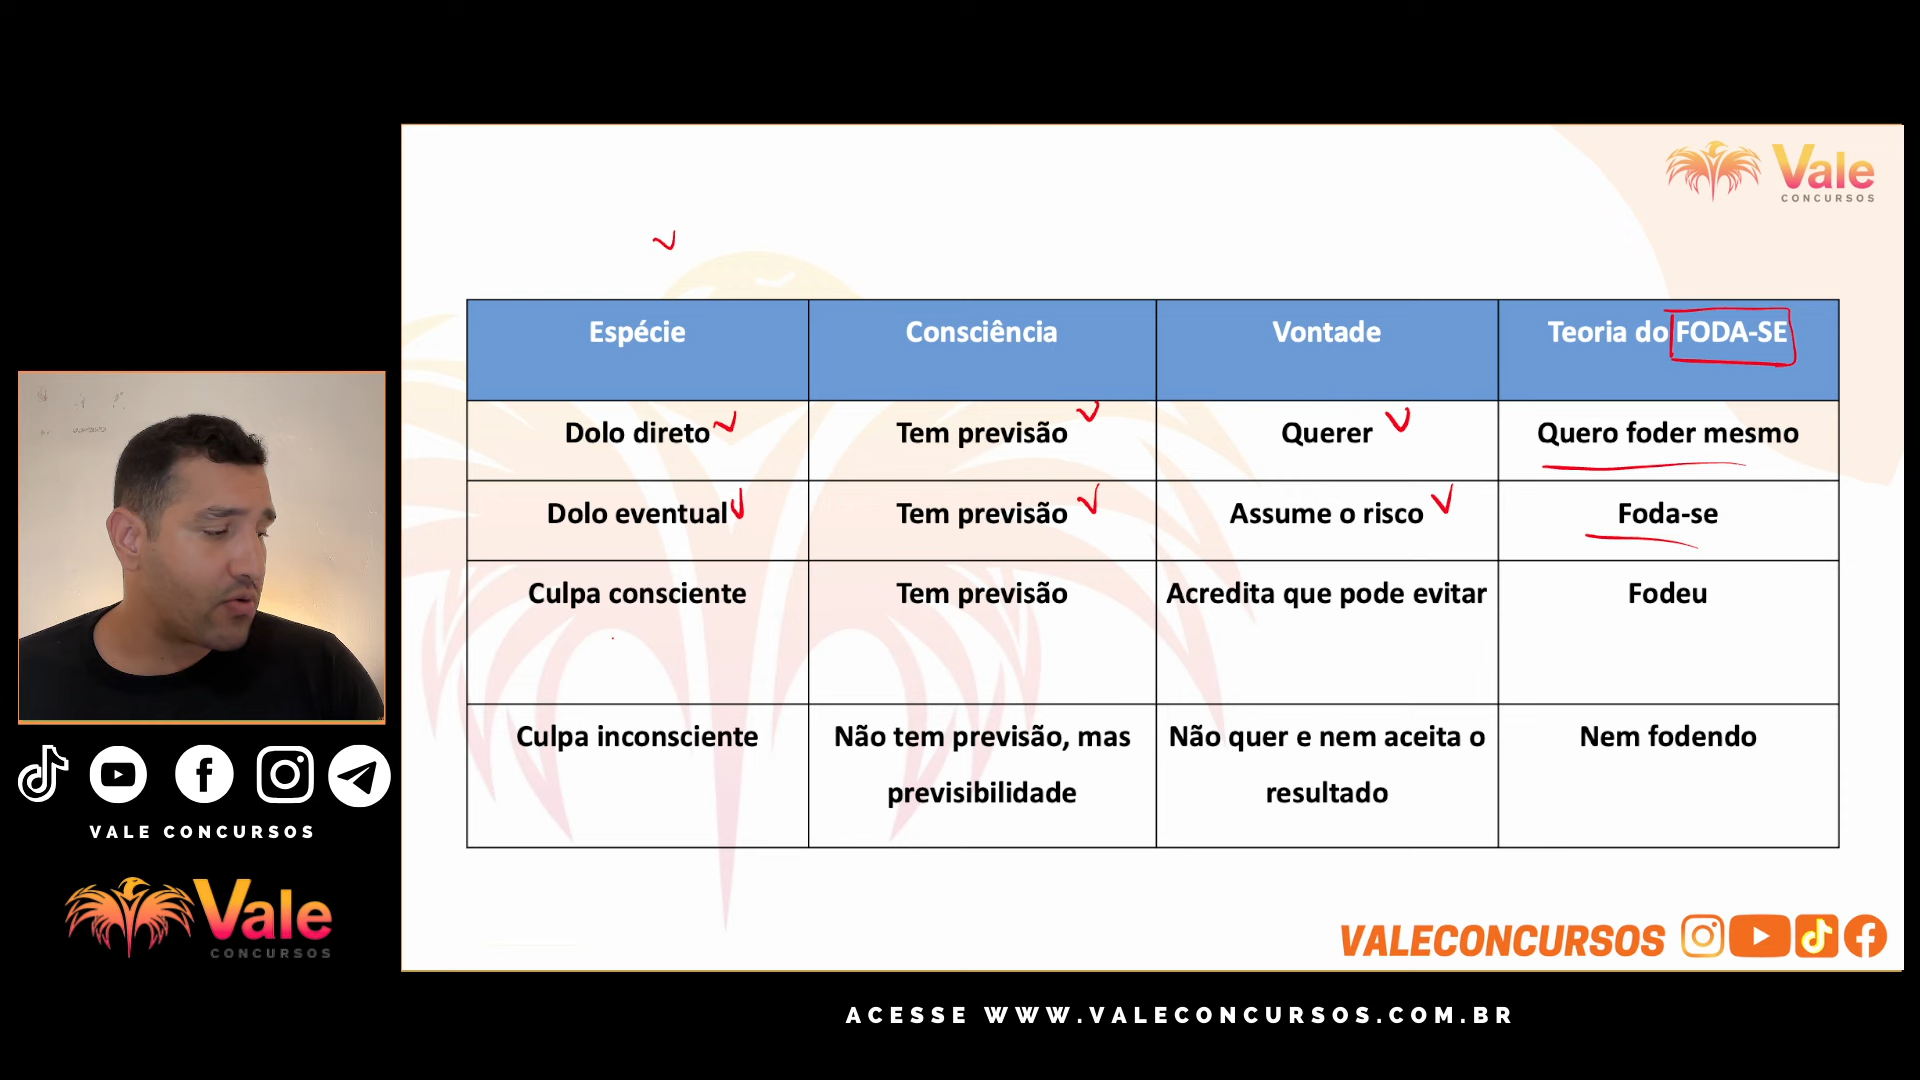 Vale
CONCURSOS
Espécie Consciência Vontade Teoria do FODA-SE
Dolo direto Tem previsão Querer Quero foder mesmo
Dolo eventual Tem previsão Assume o risco Foda-se
Culpa consciente Tem previsão Acredita que pode evitar Fodeu
Culpa inconsciente Não tem previsão, mas Não quer e nem aceita o Nem fodendo
previsibilidade resultado
VALE CONCURSOS
Vale
CONCURSOS
VALECONCURSOS
ACESSE WWW.VALECONCURSOS.COM.BR